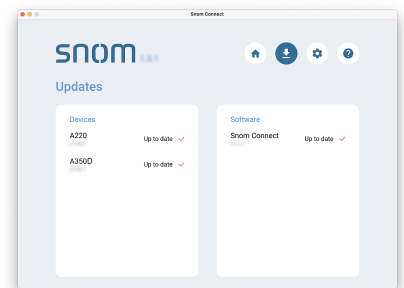 Snom Connect
snom
Updates
Devices
A220
Up to date
A350D
Up to date
Software
Snom Connect
Up to date